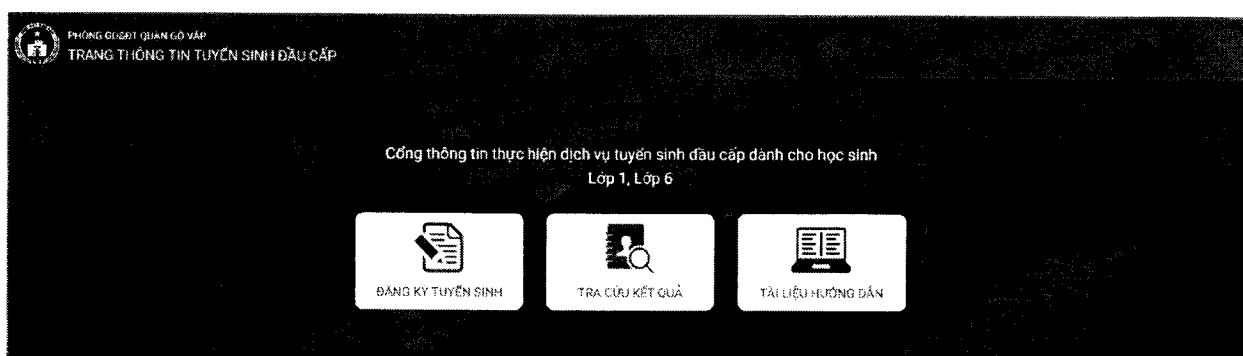 PHÒNG GD&ĐT QUẬN GÒ VẤP
TRANG THÔNG TIN TUYỂN SINH ĐẦU CẤP
Cổng thông tin thực hiện dịch vụ tuyển sinh đầu cấp dành cho học sinh
Lớp 1, Lớp 6
ĐĂNG KÝ TUYỂN SINH
TRA CỨU KẾT QUẢ
TÀI LIỆU HƯỚNG DẪN